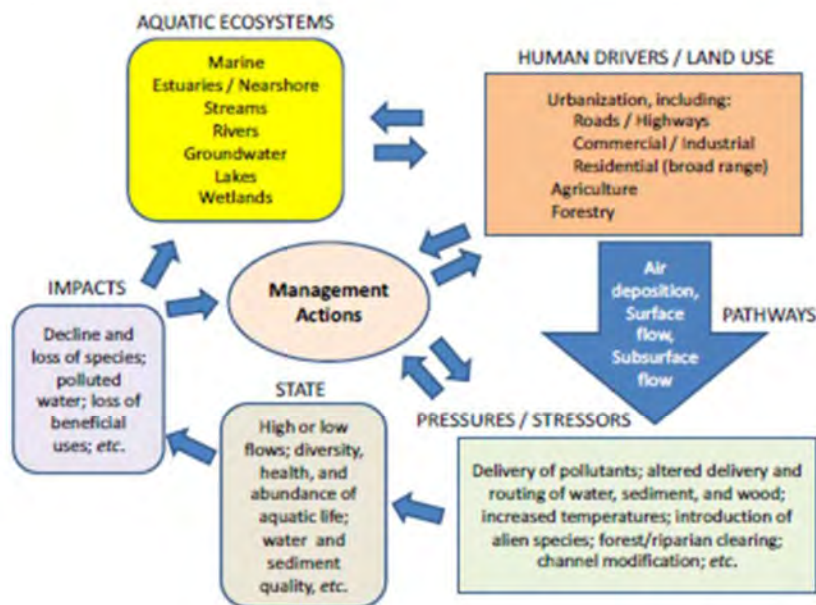 AQUATIC ECOSYSTEMS
Marine
Estuaries / Nearshore
Streams
Rivers
Groundwater
Lakes
Wetlands
HUMAN DRIVERS / LAND USE
Urbanization, including:
Roads / Highways
Commercial / Industrial
Residential (broad range)
Agriculture
Forestry
Air
deposition,
Surface
flow,
Subsurface
flow
PATHWAYS
Management
Actions
IMPACTS
Decline and
loss of species;
polluted
water; loss of
beneficial
uses; etc.
STATE
High or low
flows; diversity,
health, and
abundance of
aquatic life;
water and
sediment
quality, etc.
PRESSURES / STRESSORS
Delivery of pollutants; altered delivery and
routing of water, sediment, and wood;
increased temperatures; introduction of
alien species; forest/riparian clearing;
channel modification; etc.